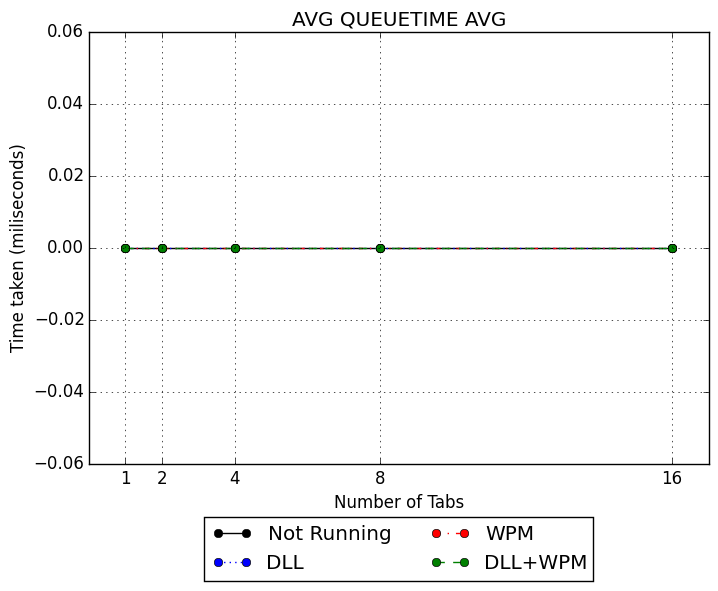 AVG QUEUETIME AVG
0.06
0.04
0.02
0.00
−0.02
−0.04
−0.06
Time taken (miliseconds)
1 2 4 8 16
Number of Tabs
Not Running WPM
DLL DLL+WPM